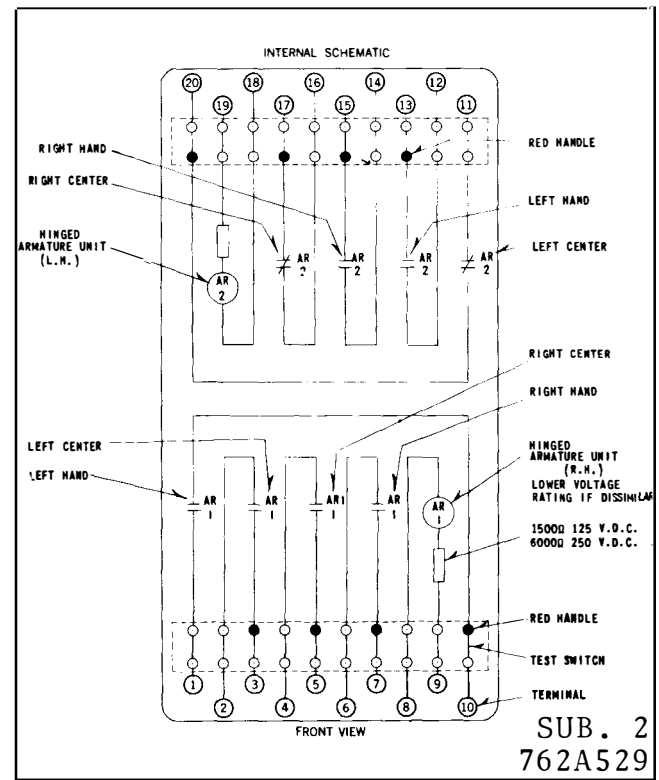 INTERNAL SCHEMATIC
20 18 16 14 12
19 17 15 13 11
RIGHT HAND
RED HANDLE
RIGHT CENTER
LEFT HAND
HINGED
ARMATURE UNIT
(L.H.)
LEFT CENTER
AR
2
AR
2
AR
2
AR
2
AR
2
RIGHT CENTER
RIGHT HAND
LEFT CENTER
LEFT HAND
HINGED
ARMATURE UNIT
(R.H.)
LOWER VOLTAGE
RATING IF DISSIMILAR
AR
1
AR
1
AR1
1
AR
1
AR
1
1500Ω 125 V.D.C.
6000Ω 250 V.D.C.
RED HANDLE
TEST SWITCH
1 3 5 7 9
2 4 6 8 10
TERMINAL
FRONT VIEW
SUB. 2
762A529